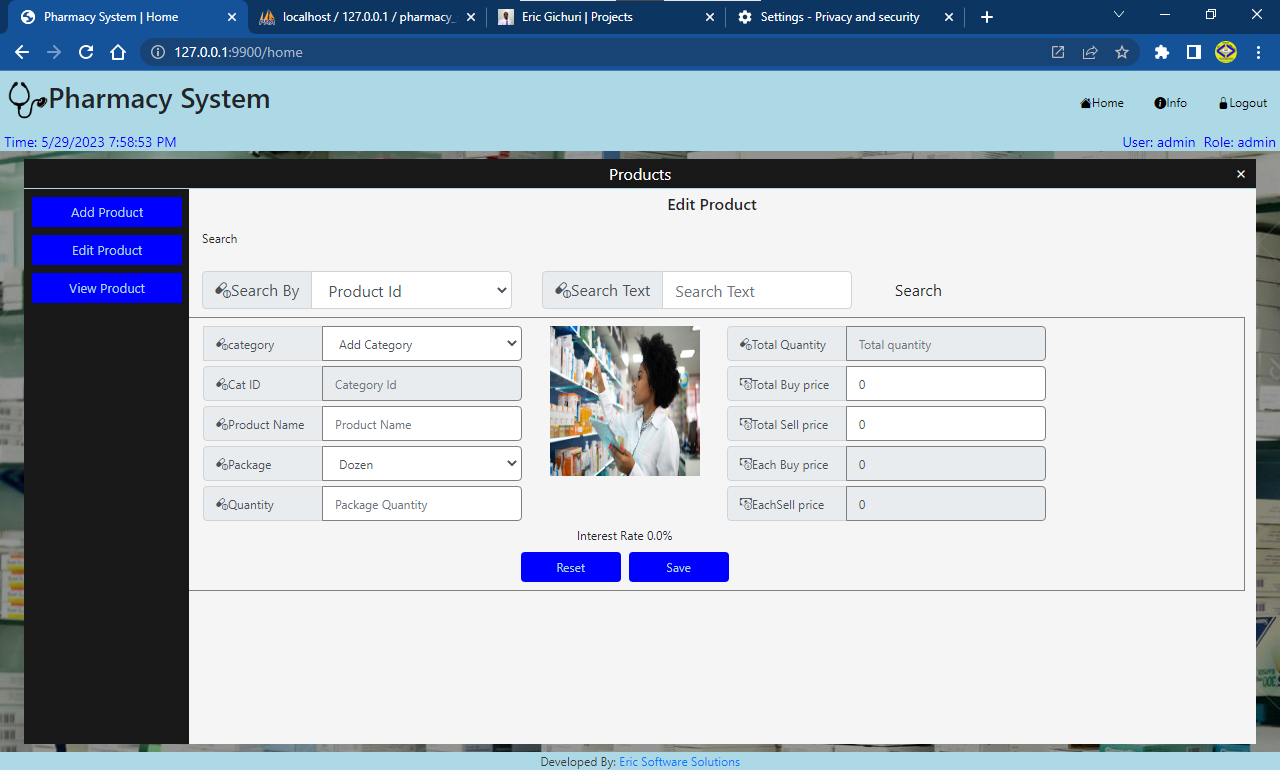 Pharmacy System | Home
localhost / 127.0.0.1 / pharmacy_
Eric Gichuri | Projects
Settings - Privacy and security
127.0.0.1:9900/home
Pharmacy System
Home
Info
Logout
Time: 5/29/2023 7:58:53 PM
User: admin Role: admin
Products
×
Add Product
Edit Product
View Product
Edit Product
Search
Search By
Product Id
Search Text
Search Text
Search
category
Add Category
Cat ID
Category Id
Product Name
Product Name
Package
Dozen
Quantity
Package Quantity
Total Quantity
Total quantity
Total Buy price
0
Total Sell price
0
Each Buy price
0
EachSell price
0
Interest Rate 0.0%
Reset
Save
Developed By: Eric Software Solutions